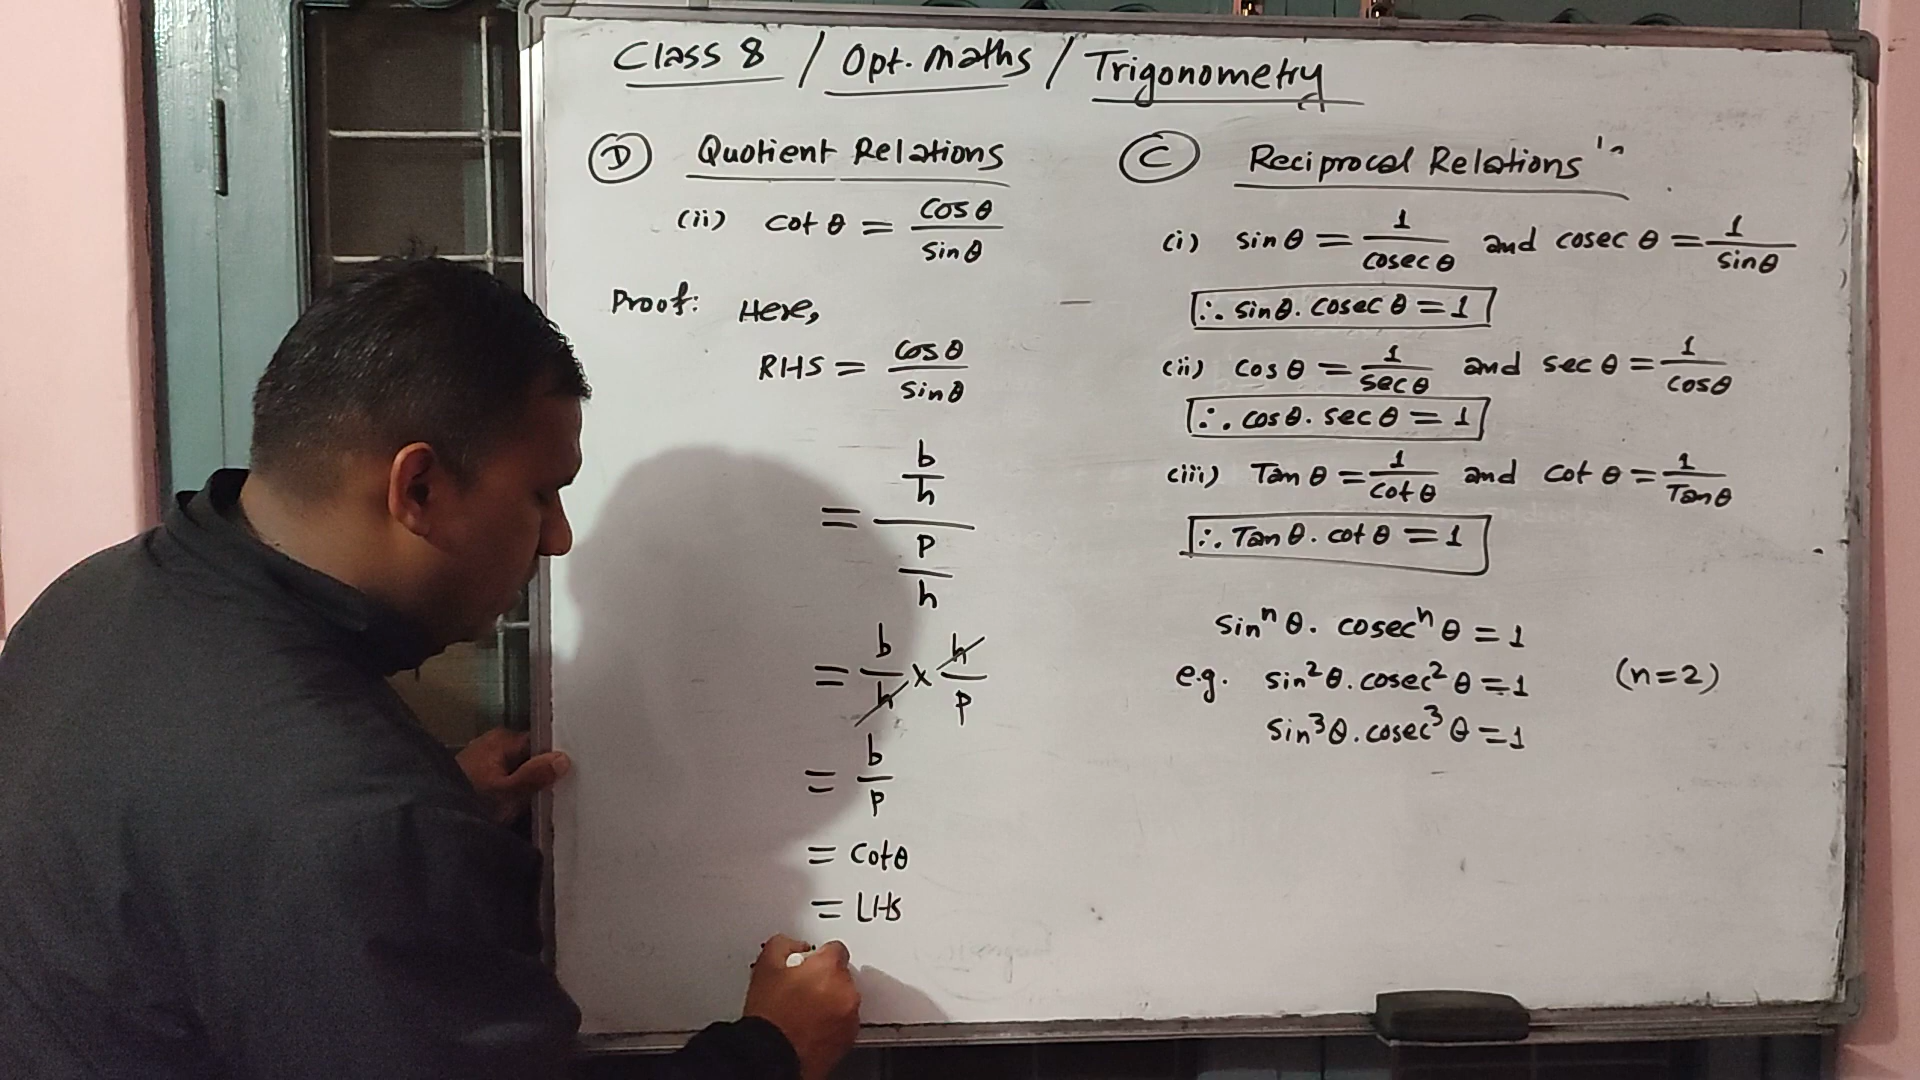 Class 8 / Opt. maths / Trigonometry
D Quotient Relations
(ii) cot θ = cos θ / sin θ
Proof: Here,
RHS = cos θ / sin θ
= b/h / p/h
= b/h × h/p
= b/p
= cot θ
= LHS
C Reciprocal Relations
(i) sin θ = 1/cosec θ and cosec θ = 1/sin θ
∴ sin θ. cosec θ = 1
(ii) cos θ = 1/sec θ and sec θ = 1/cos θ
∴ cos θ. sec θ = 1
(iii) Tan θ = 1/cot θ and cot θ = 1/Tan θ
∴ Tan θ. cot θ = 1
sinⁿ θ. cosecⁿ θ = 1
e.g. sin² θ. cosec² θ = 1 (n=2)
sin³ θ. cosec³ θ = 1